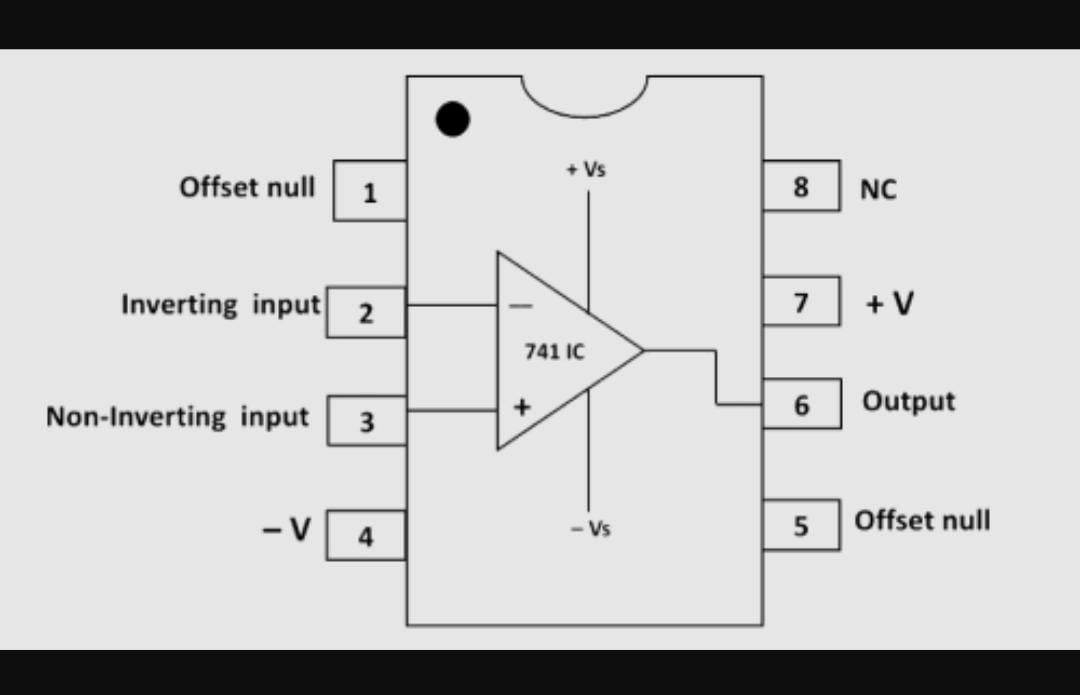 + Vs
Offset null 1
8 NC
Inverting input 2
7 + V
–
741 IC
Non-Inverting input 3
+
6 Output
– V 4
– Vs
5 Offset null